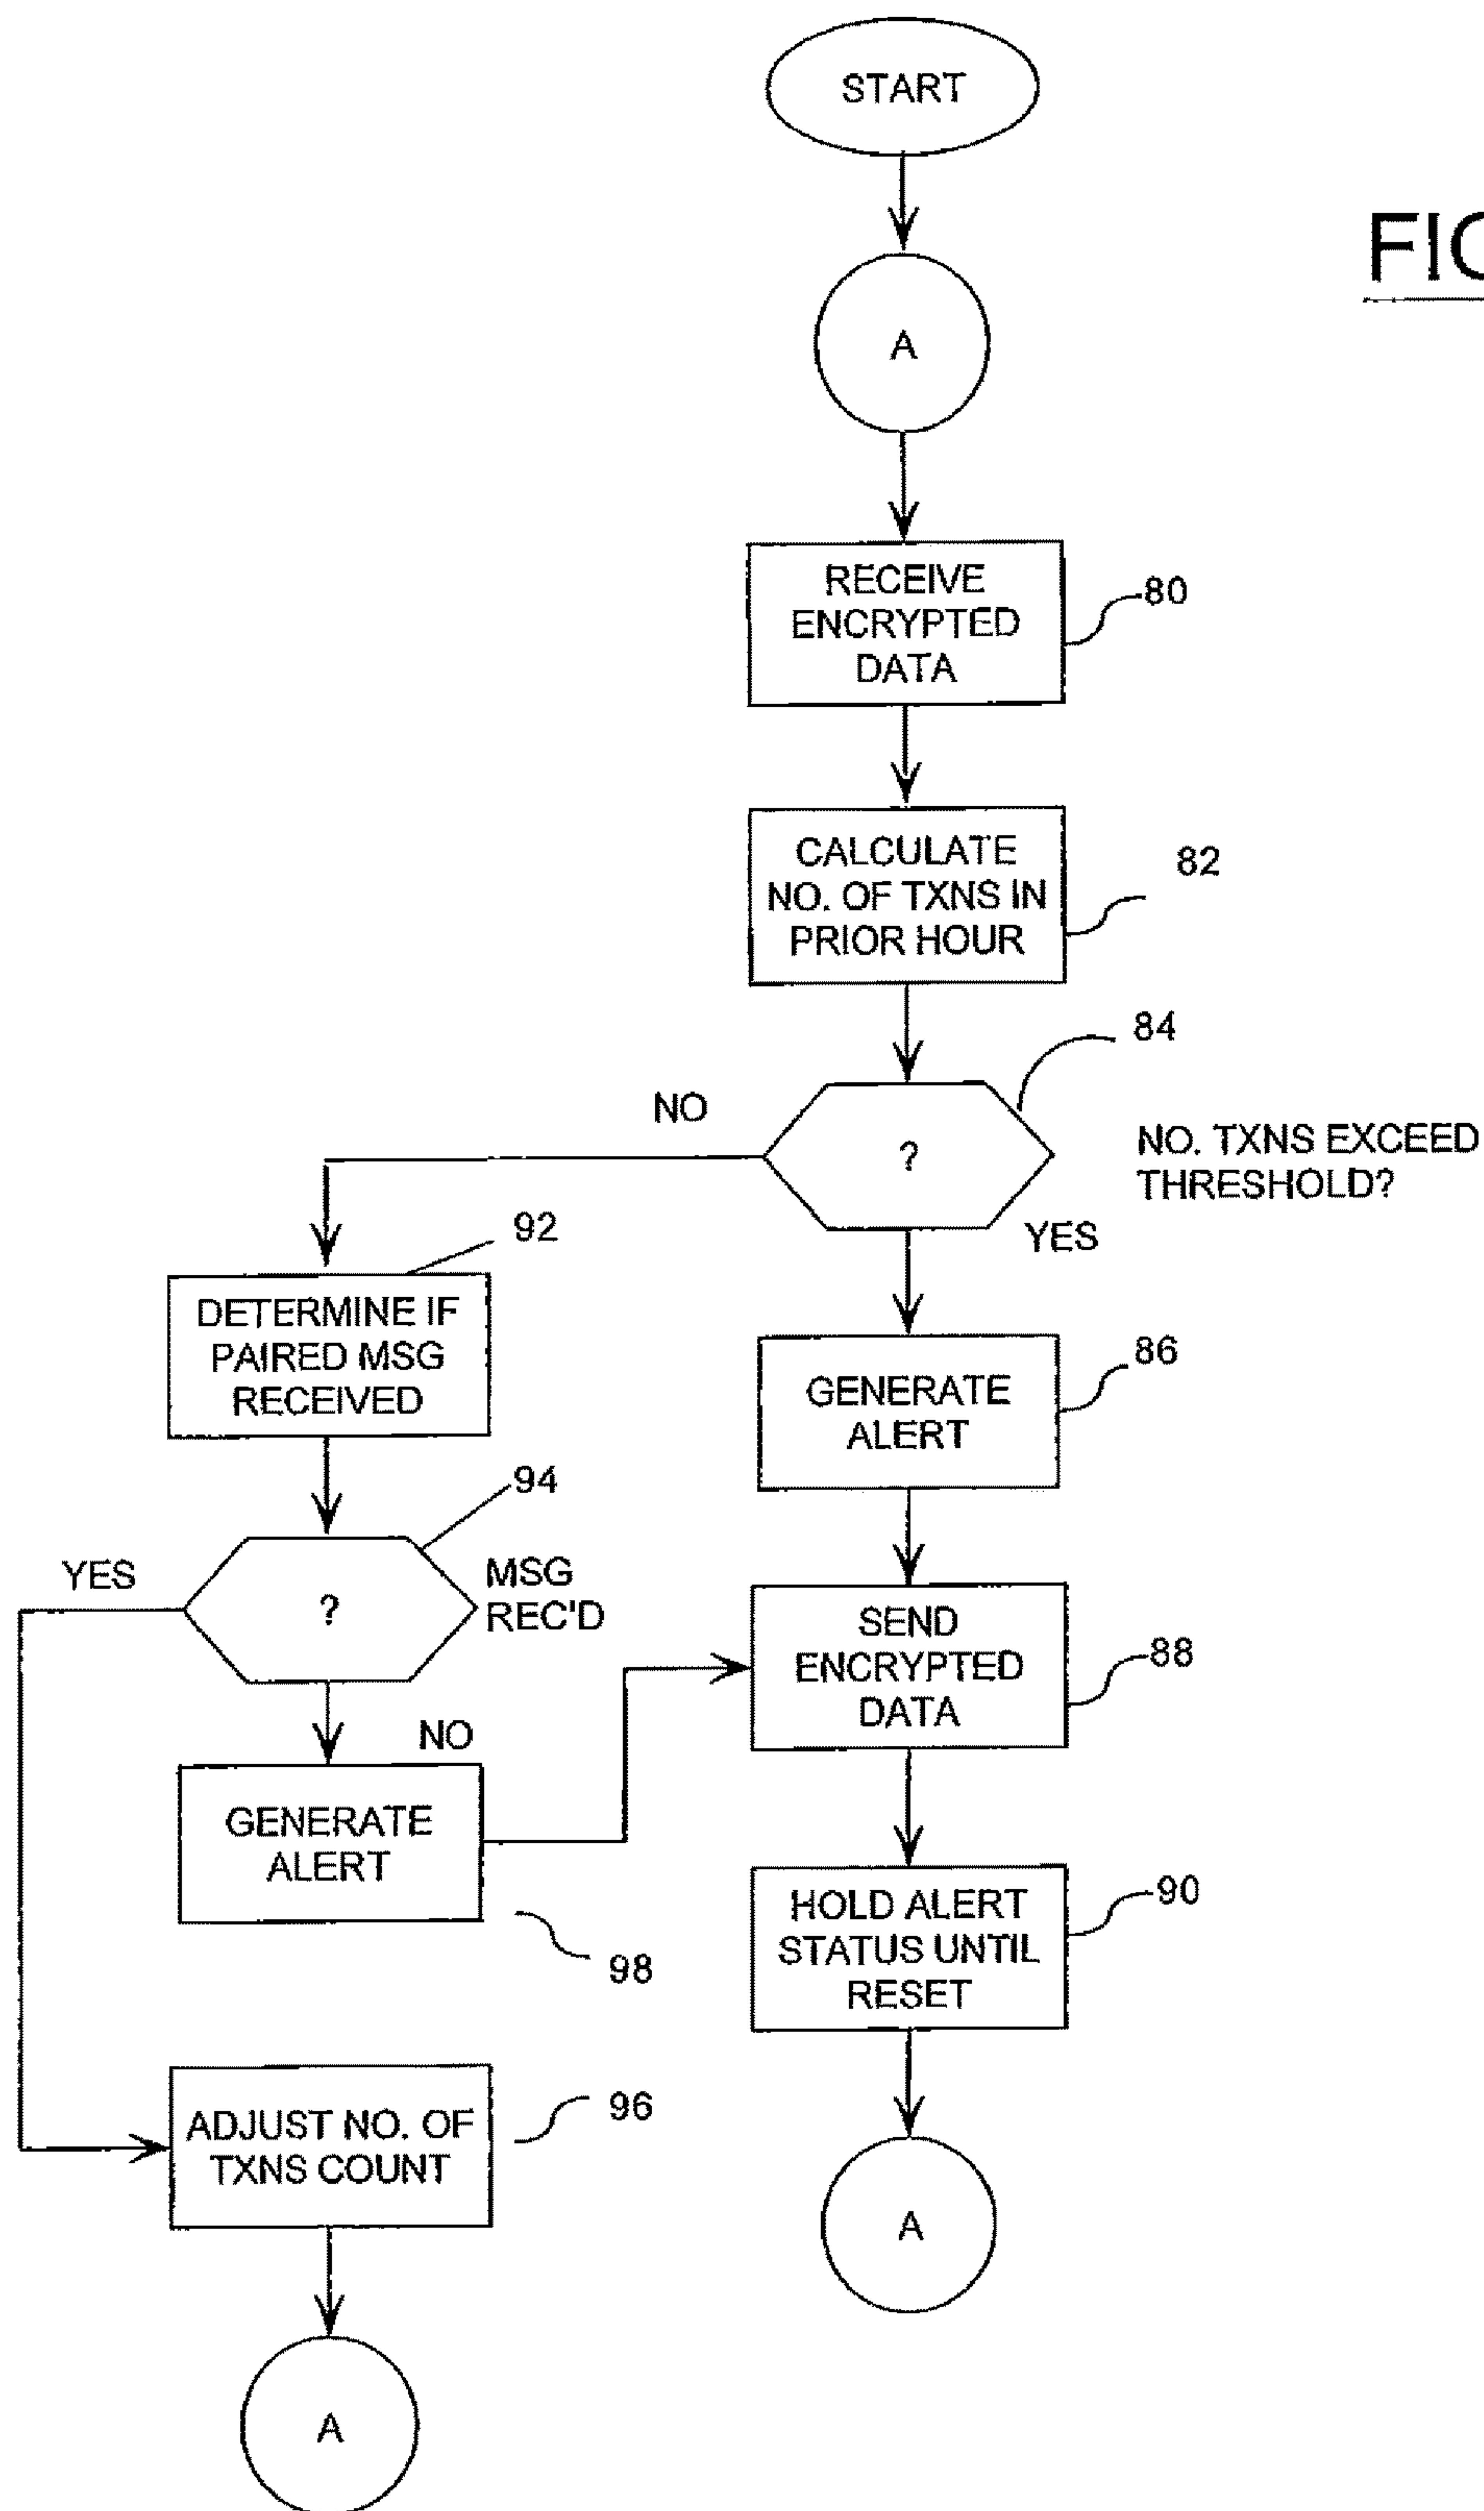 START
FIG
A
RECEIVE
ENCRYPTED
DATA
80
CALCULATE
NO. OF TXNS IN
PRIOR HOUR
82
84
NO
?
NO. TXNS EXCEED
THRESHOLD?
YES
92
DETERMINE IF
PAIRED MSG
RECEIVED
GENERATE
ALERT
86
94
YES
?
MSG
REC'D
NO
SEND
ENCRYPTED
DATA
88
GENERATE
ALERT
98
HOLD ALERT
STATUS UNTIL
RESET
90
ADJUST NO. OF
TXNS COUNT
96
A
A